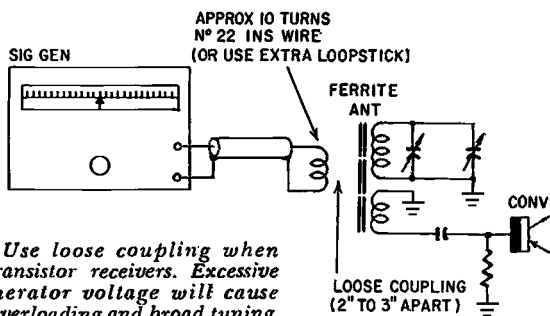 APPROX 10 TURNS
Nº 22 INS WIRE
(OR USE EXTRA LOOPSTICK)
SIG GEN
FERRITE
ANT
CONV
LOOSE COUPLING
(2" TO 3" APART)
Use loose coupling when
ransistor receivers. Excessive
nerator voltage will cause
verloading and broad tuning.